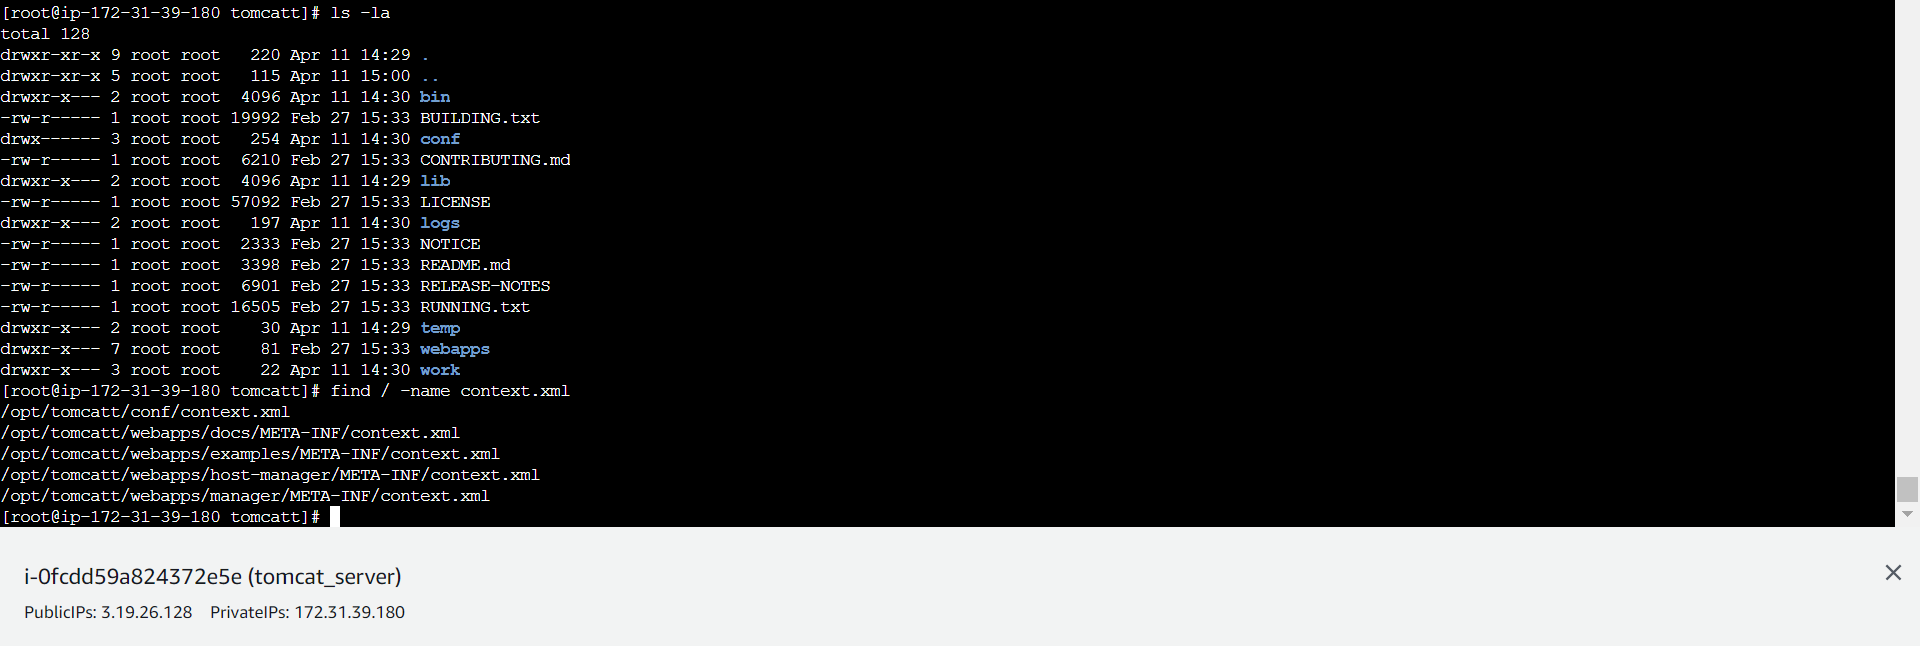 [root@ip-172-31-39-180 tomcatt]# ls -la
total 128
drwxr-xr-x 9 root root   220 Apr 11 14:29 .
drwxr-xr-x 5 root root   115 Apr 11 15:00 ..
drwxr-x--- 2 root root  4096 Apr 11 14:30 bin
-rw-r----- 1 root root 19992 Feb 27 15:33 BUILDING.txt
drwx------ 3 root root   254 Apr 11 14:30 conf
-rw-r----- 1 root root  6210 Feb 27 15:33 CONTRIBUTING.md
drwxr-x--- 2 root root  4096 Apr 11 14:29 lib
-rw-r----- 1 root root 57092 Feb 27 15:33 LICENSE
drwxr-x--- 2 root root   197 Apr 11 14:30 logs
-rw-r----- 1 root root  2333 Feb 27 15:33 NOTICE
-rw-r----- 1 root root  3398 Feb 27 15:33 README.md
-rw-r----- 1 root root  6901 Feb 27 15:33 RELEASE-NOTES
-rw-r----- 1 root root 16505 Feb 27 15:33 RUNNING.txt
drwxr-x--- 2 root root    30 Apr 11 14:29 temp
drwxr-x--- 7 root root    81 Feb 27 15:33 webapps
drwxr-x--- 3 root root    22 Apr 11 14:30 work
[root@ip-172-31-39-180 tomcatt]# find / -name context.xml
/opt/tomcatt/conf/context.xml
/opt/tomcatt/webapps/docs/META-INF/context.xml
/opt/tomcatt/webapps/examples/META-INF/context.xml
/opt/tomcatt/webapps/host-manager/META-INF/context.xml
/opt/tomcatt/webapps/manager/META-INF/context.xml
[root@ip-172-31-39-180 tomcatt]#
i-0fcdd59a824372e5e (tomcat_server)
PublicIPs: 3.19.26.128 PrivateIPs: 172.31.39.180